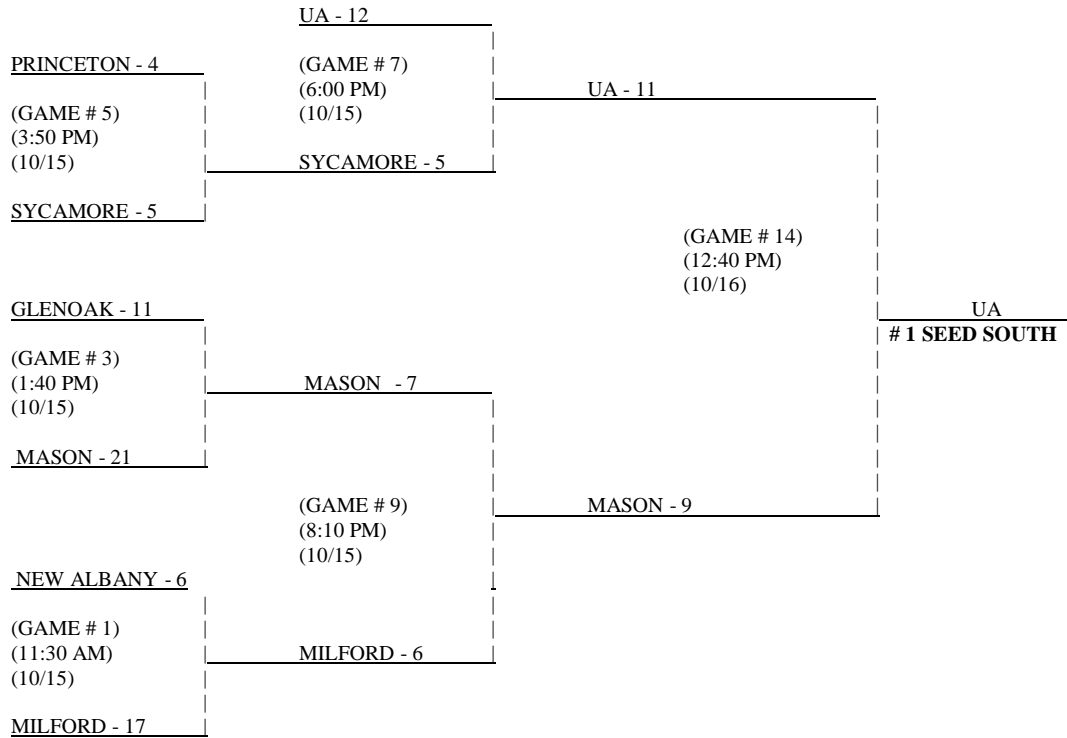 UA - 12
PRINCETON - 4
(GAME # 5)
(3:50 PM)
(10/15)
SYCAMORE - 5
(GAME # 7)
(6:00 PM)
(10/15)
SYCAMORE - 5
UA - 11
GLENOAK - 11
(GAME # 3)
(1:40 PM)
(10/15)
MASON - 21
MASON - 7
(GAME # 9)
(8:10 PM)
(10/15)
NEW ALBANY - 6
(GAME # 1)
(11:30 AM)
(10/15)
MILFORD - 17
MILFORD - 6
MASON - 9
(GAME # 14)
(12:40 PM)
(10/16)
UA
# 1 SEED SOUTH